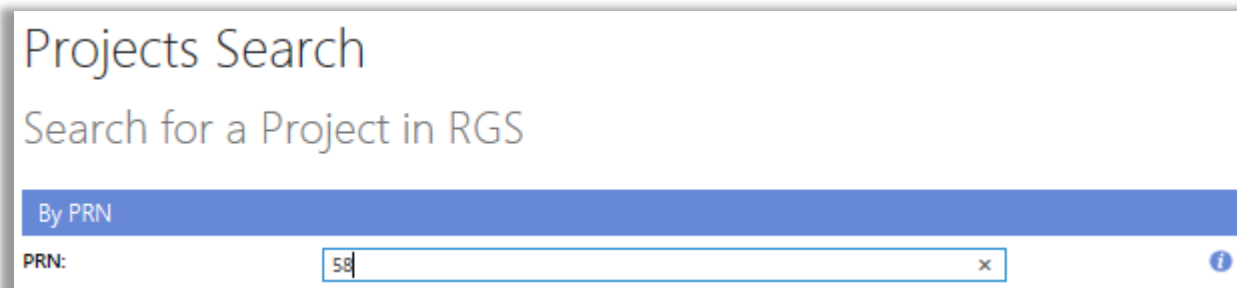 Projects Search
Search for a Project in RGS
By PRN
PRN: 58 ×
i